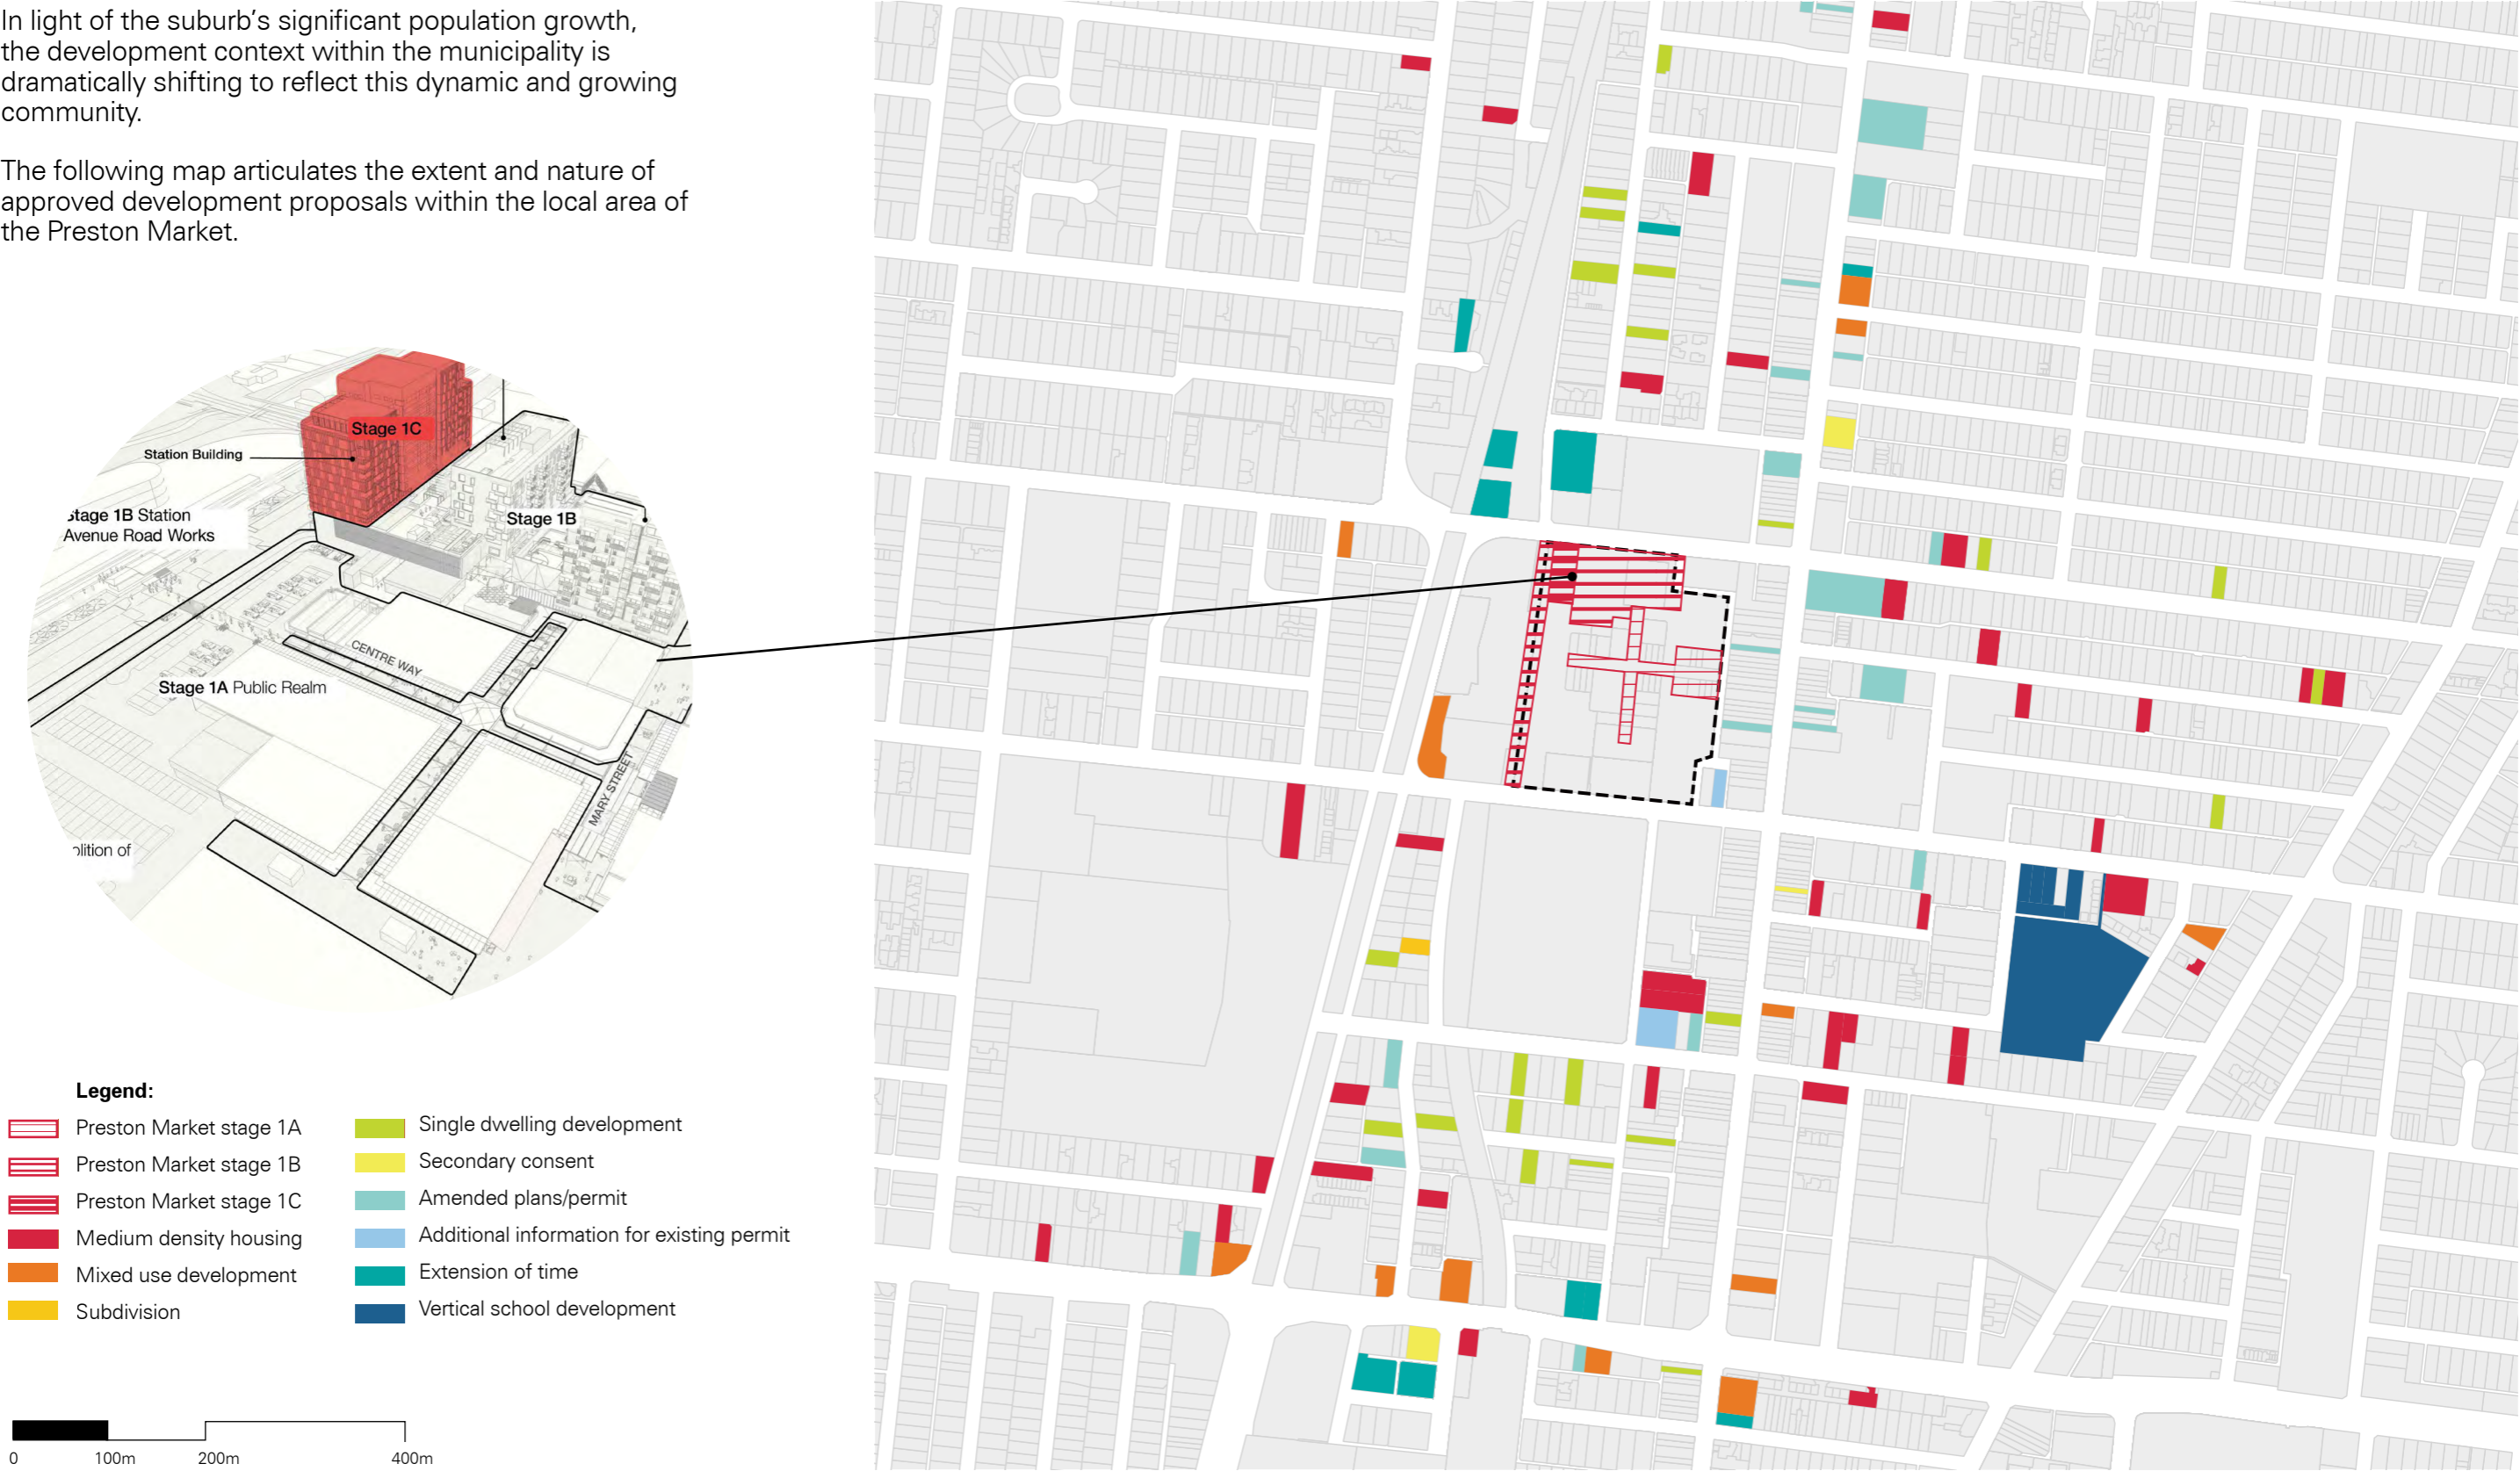 In light of the suburb’s significant population growth,
the development context within the municipality is
dramatically shifting to reflect this dynamic and growing
community.
The following map articulates the extent and nature of
approved development proposals within the local area of
the Preston Market.
Stage 1C
Station Building
Stage 1B Station
Avenue Road Works
Stage 1B
CENTRE WAY
Stage 1A Public Realm
MARY STREET
olition of
Legend:
Preston Market stage 1A
Preston Market stage 1B
Preston Market stage 1C
Medium density housing
Mixed use development
Subdivision
Single dwelling development
Secondary consent
Amended plans/permit
Additional information for existing permit
Extension of time
Vertical school development
0 100m 200m 400m